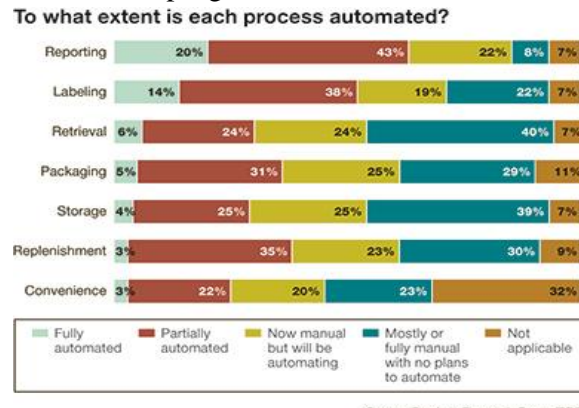 To what extent is each process automated?
Reporting 20% 43% 22% 8% 7%
Labeling 14% 38% 19% 22% 7%
Retrieval 6% 24% 24% 40% 7%
Packaging 5% 31% 25% 29% 11%
Storage 4% 25% 25% 39% 7%
Replenishment 3% 35% 23% 30% 9%
Convenience 3% 22% 20% 23% 32%
Fully automated
Partially automated
Now manual but will be automating
Mostly or fully manual with no plans to automate
Not applicable